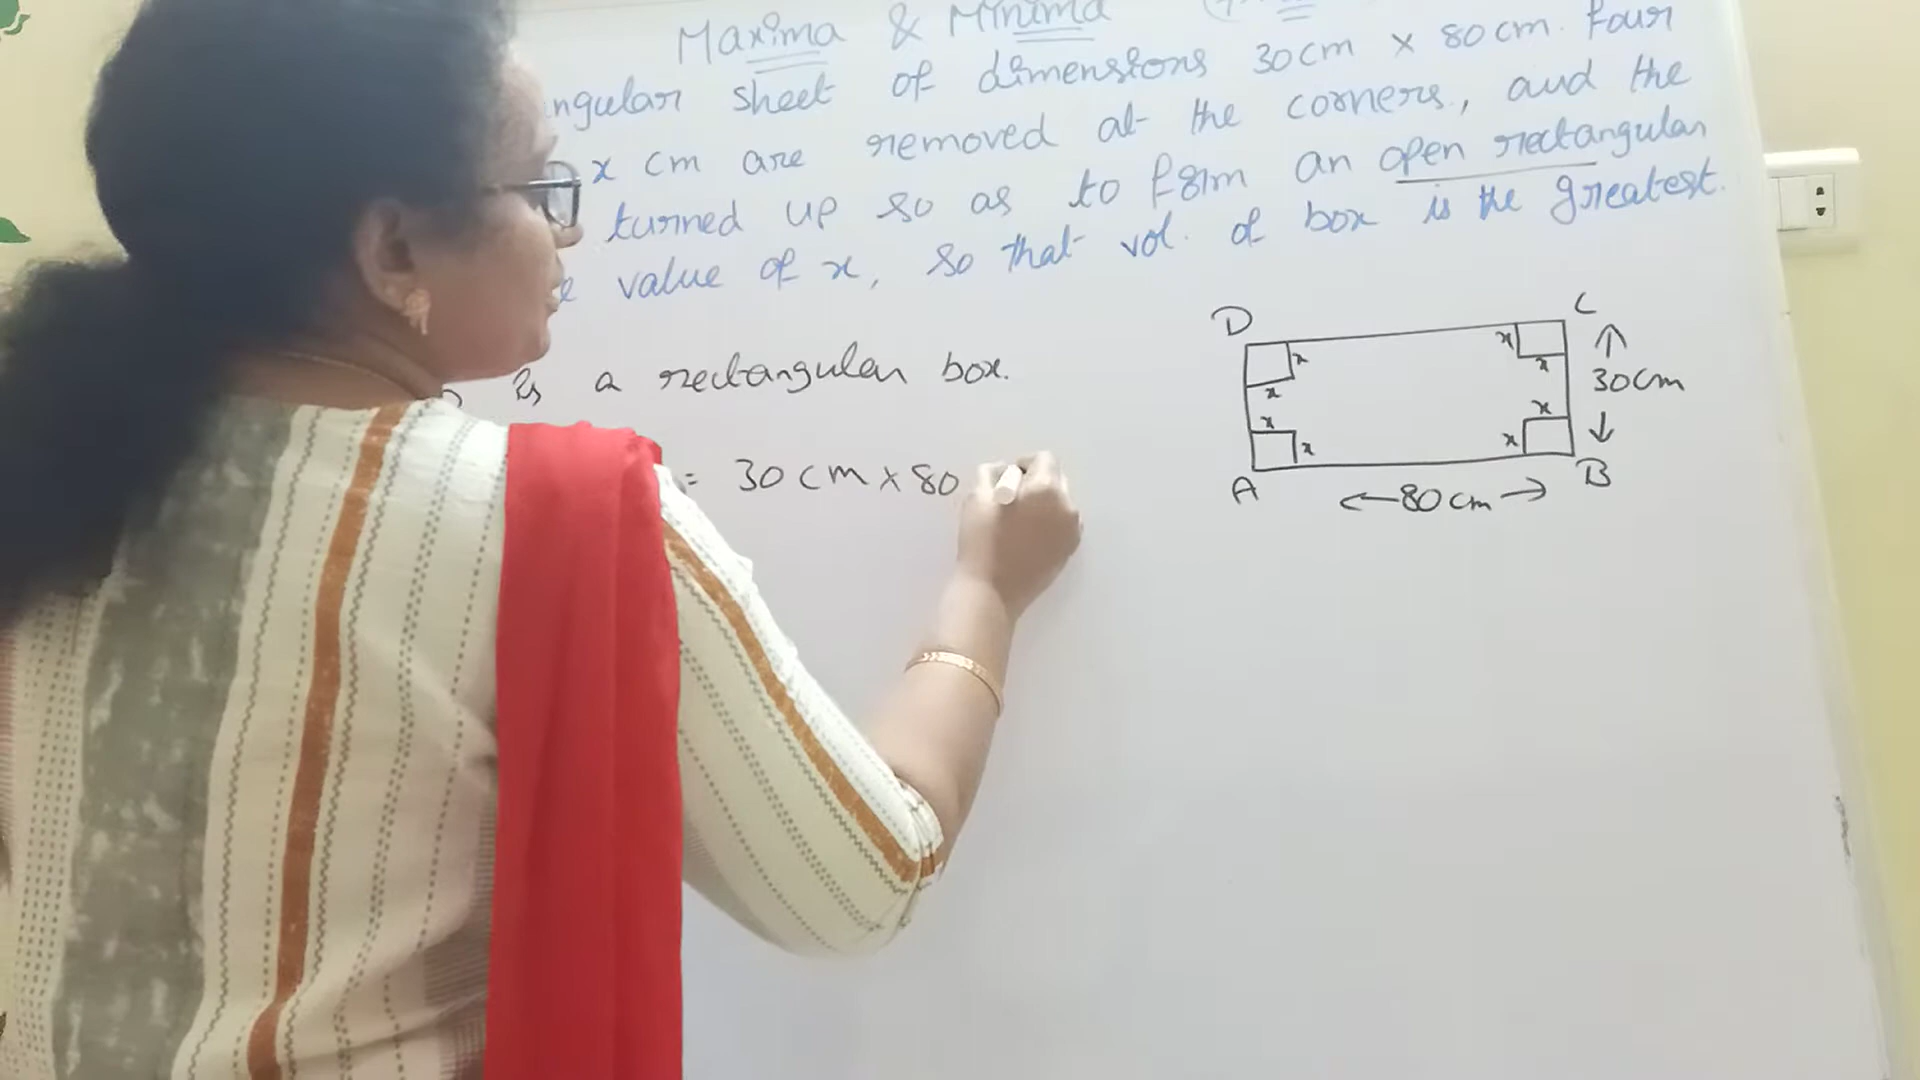 Maxima & Minima
ngular sheet of dimensions 30cm x 80cm. Four
x cm are removed at the corners, and the
turned up so as to form an open rectangular
value of x, so that vol. of box is the greatest.
is a rectangular box.
= 30 cm x 80
D C
x x
x x
30cm
x x
x x
A B
80 cm